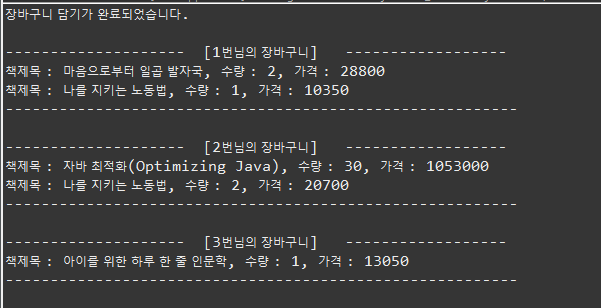 장바구니 담기가 완료되었습니다.
-------------------- [1번님의 장바구니] ------------------
책제목 : 마음으로부터 일곱 발자국, 수량 : 2, 가격 : 28800
책제목 : 나를 지키는 노동법, 수량 : 1, 가격 : 10350
---------------------------------------------------------
-------------------- [2번님의 장바구니] ------------------
책제목 : 자바 최적화(Optimizing Java), 수량 : 30, 가격 : 1053000
책제목 : 나를 지키는 노동법, 수량 : 2, 가격 : 20700
---------------------------------------------------------
-------------------- [3번님의 장바구니] ------------------
책제목 : 아이를 위한 하루 한 줄 인문학, 수량 : 1, 가격 : 13050
---------------------------------------------------------